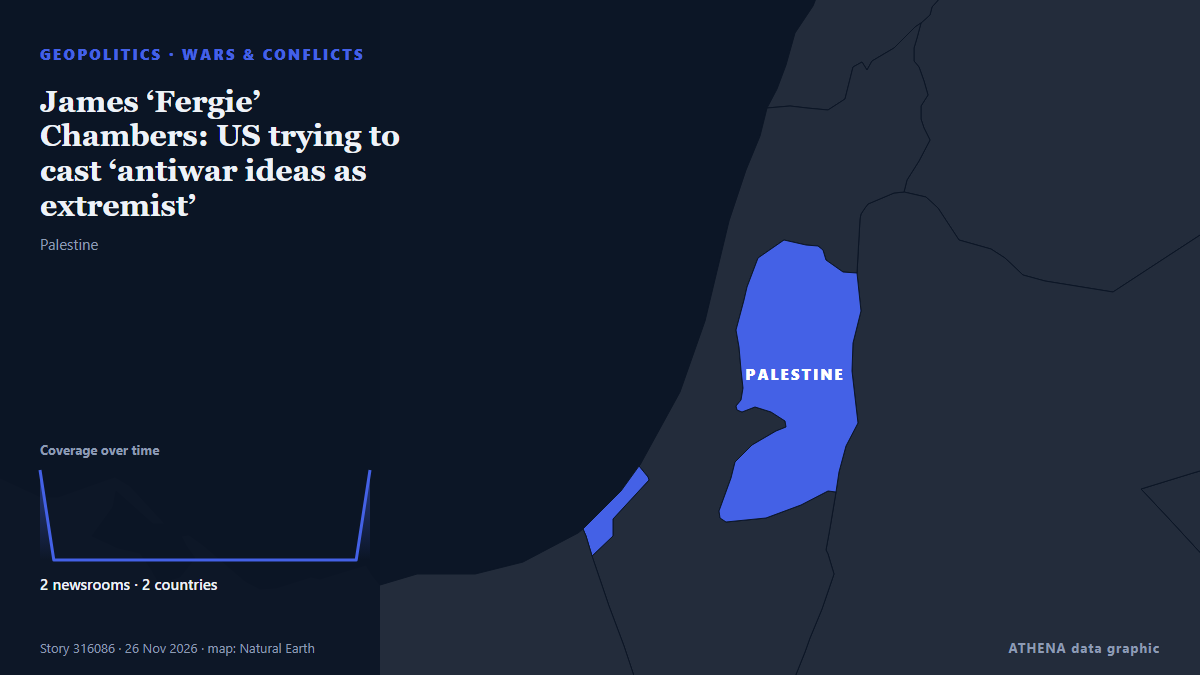 GEOPOLITICS · WARS & CONFLICTS
James ‘Fergie’
Chambers: US trying to
cast ‘antiwar ideas as
extremist’
Palestine
PALESTINE
Coverage over time
2 newsrooms · 2 countries
Story 316086 · 26 Nov 2026 · map: Natural Earth
ATHENA data graphic